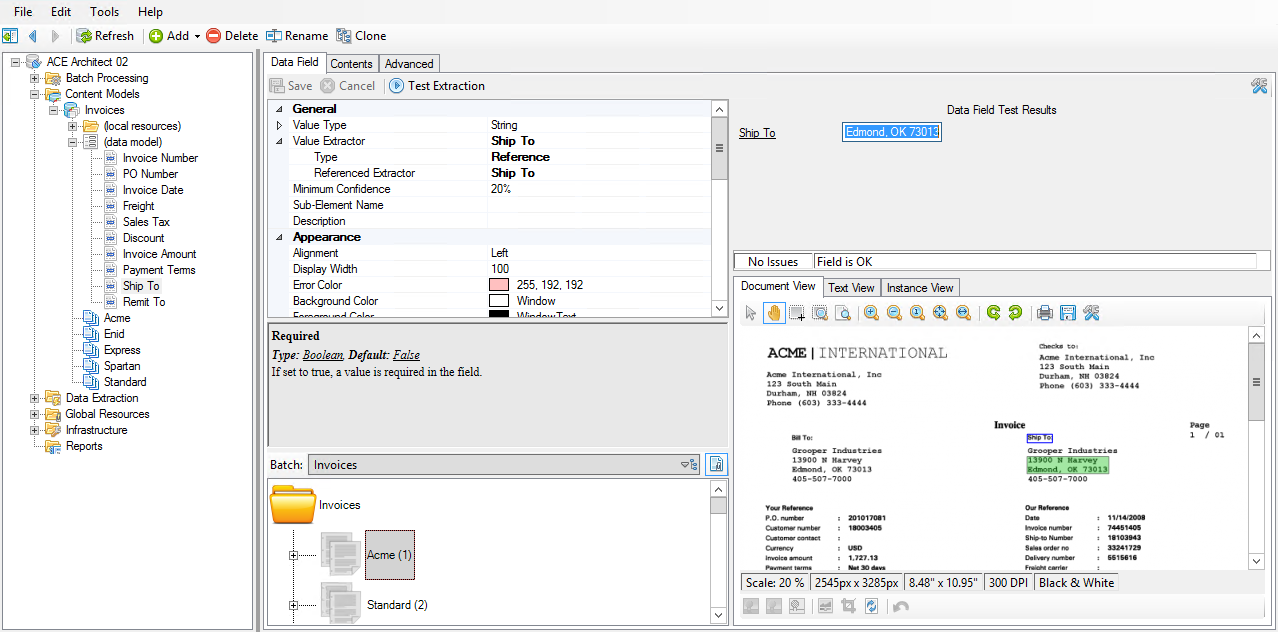 File Edit Tools Help
Refresh Add Delete Rename Clone
ACE Architect 02
Batch Processing
Content Models
Invoices
(local resources)
(data model)
Invoice Number
PO Number
Invoice Date
Freight
Sales Tax
Discount
Invoice Amount
Payment Terms
Ship To
Remit To
Acme
Enid
Express
Spartan
Standard
Data Extraction
Global Resources
Infrastructure
Reports
Data Field Contents Advanced
Save Cancel Test Extraction
General
Value Type String
Value Extractor Ship To
Type Reference
Referenced Extractor Ship To
Minimum Confidence 20%
Sub-Element Name
Description
Appearance
Alignment Left
Display Width 100
Error Color 255, 192, 192
Background Color Window
Foreground Color WindowText
Required
Type: Boolean, Default: False
If set to true, a value is required in the field.
Batch: Invoices
Invoices
Acme (1)
Standard (2)
Data Field Test Results
Ship To Edmond, OK 73013
No Issues Field is OK
Document View Text View Instance View
ACME | INTERNATIONAL
Acme International, Inc
123 South Main
Durham, NH 03824
Phone (603) 333-4444
Checks to:
Acme International, Inc
123 South Main
Durham, NH 03824
Phone (603) 333-4444
Invoice
Page
1 / 01
Bill To:
Grooper Industries
13900 N Harvey
Edmond, OK 73013
405-507-7000
Ship To
Grooper Industries
13900 N Harvey
Edmond, OK 73013
405-507-7000
Your Reference
P.O. number : 201017081
Customer number : 18003405
Customer contact :
Currency : USD
Invoice amount : 1,727.13
Payment terms : Net 30 days
Our Reference
Date : 11/14/2008
Invoice number : 74451405
Ship-to Number : 18103943
Sales order no : 33241729
Delivery number : 5515616
Freight carrier :
Scale: 20 % 2545px x 3285px 8.48" x 10.95" 300 DPI Black & White